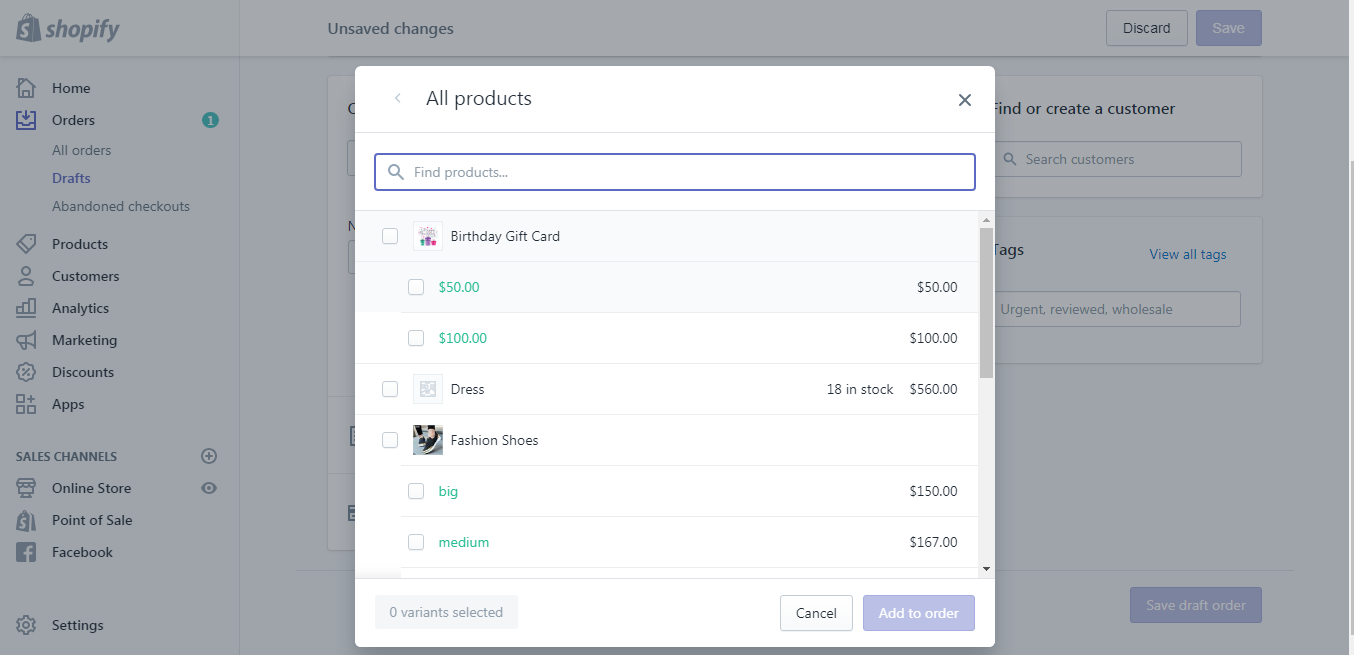 shopify
Unsaved changes
Discard
Save
Home
Orders
1
All orders
Drafts
Abandoned checkouts
Products
Customers
Analytics
Marketing
Discounts
Apps
SALES CHANNELS
Online Store
Point of Sale
Facebook
Settings
All products
Find products...
Birthday Gift Card
$50.00 $50.00
$100.00 $100.00
Dress 18 in stock $560.00
Fashion Shoes
big $150.00
medium $167.00
0 variants selected
Cancel
Add to order
Find or create a customer
Search customers
Tags
View all tags
Urgent, reviewed, wholesale
Save draft order